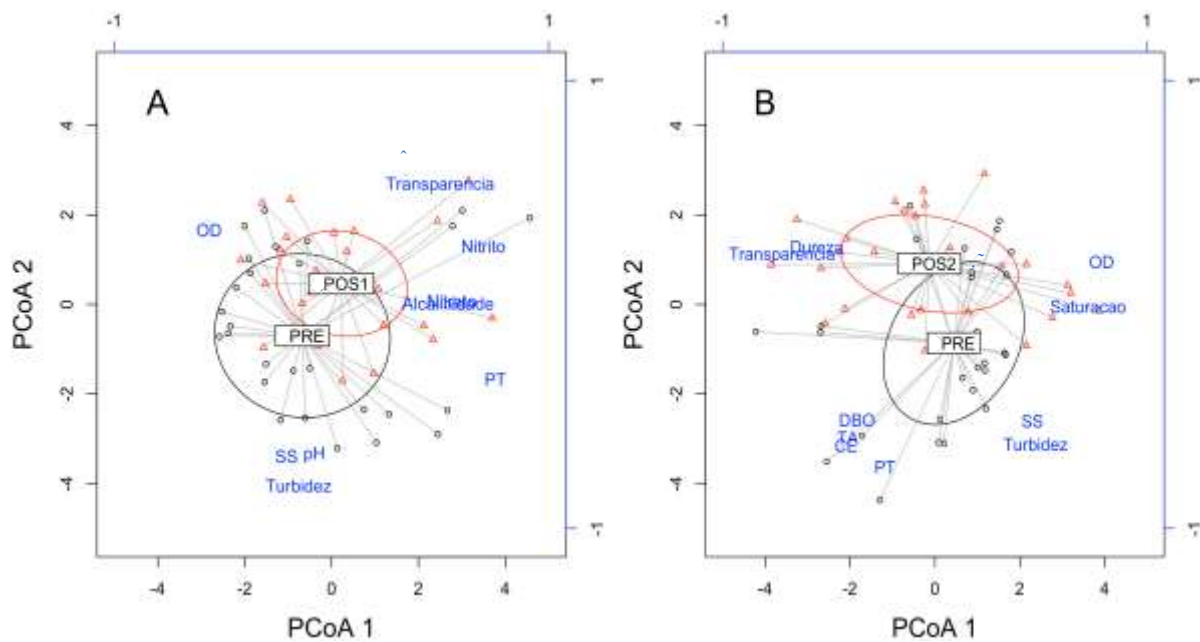 -1 1 -1 1
A B
1 1
4 4
Transparencia
2 2
OD
Nitrito
Dureza
Transparencia
OD
POS1
POS2
PCoA 2
PCoA 2
0 0
Alcalinidade
Saturacao
PRE
PRE
PT
-2 -2
DBO
SS
TA
CE
Turbidez
SS pH
PT
Turbidez
-4 -4
-1 -1
-4 -2 0 2 4 -4 -2 0 2 4
PCoA 1 PCoA 1